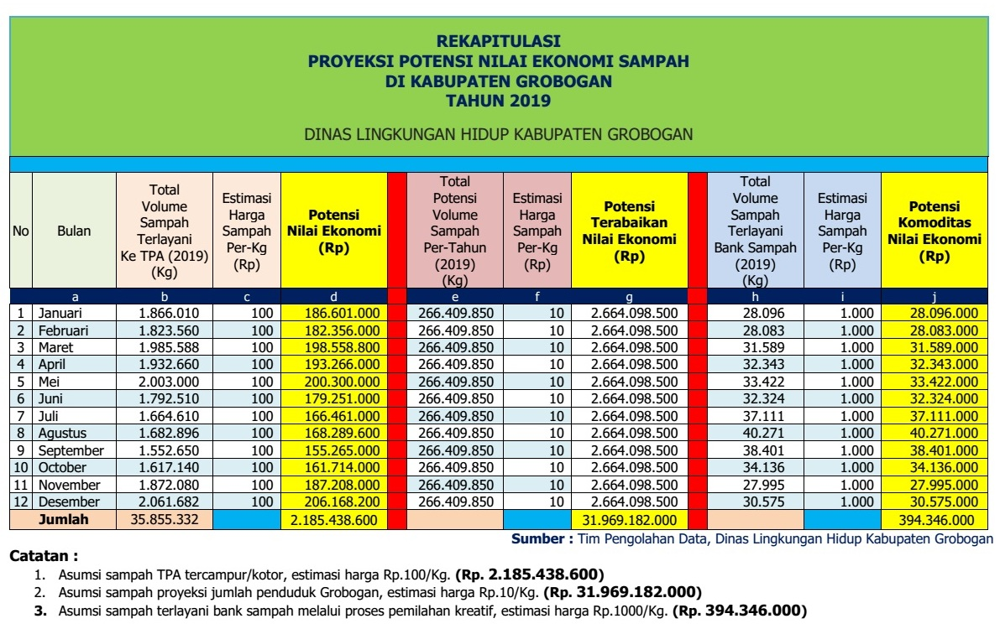 REKAPITULASI
PROYEKSI POTENSI NILAI EKONOMI SAMPAH
DI KABUPATEN GROBOGAN
TAHUN 2019
DINAS LINGKUNGAN HIDUP KABUPATEN GROBOGAN
No Bulan Total Volume Sampah Terlayani Ke TPA (2019) (Kg) Estimasi Harga Sampah Per-Kg (Rp) Potensi Nilai Ekonomi (Rp) Total Potensi Volume Sampah Per-Tahun (2019) (Kg) Estimasi Harga Sampah Per-Kg (Rp) Potensi Terabaikan Nilai Ekonomi (Rp) Total Volume Sampah Terlayani Bank Sampah (2019) (Kg) Estimasi Harga Sampah Per-Kg (Rp) Potensi Komoditas Nilai Ekonomi (Rp)
a b c d e f g h i j
1 Januari 1.866.010 100 186.601.000 266.409.850 10 2.664.098.500 28.096 1.000 28.096.000
2 Februari 1.823.560 100 182.356.000 266.409.850 10 2.664.098.500 28.083 1.000 28.083.000
3 Maret 1.985.588 100 198.558.800 266.409.850 10 2.664.098.500 31.589 1.000 31.589.000
4 April 1.932.660 100 193.266.000 266.409.850 10 2.664.098.500 32.343 1.000 32.343.000
5 Mei 2.003.000 100 200.300.000 266.409.850 10 2.664.098.500 33.422 1.000 33.422.000
6 Juni 1.792.510 100 179.251.000 266.409.850 10 2.664.098.500 32.324 1.000 32.324.000
7 Juli 1.664.610 100 166.461.000 266.409.850 10 2.664.098.500 37.111 1.000 37.111.000
8 Agustus 1.682.896 100 168.289.600 266.409.850 10 2.664.098.500 40.271 1.000 40.271.000
9 September 1.552.650 100 155.265.000 266.409.850 10 2.664.098.500 38.401 1.000 38.401.000
10 October 1.617.140 100 161.714.000 266.409.850 10 2.664.098.500 34.136 1.000 34.136.000
11 November 1.872.080 100 187.208.000 266.409.850 10 2.664.098.500 27.995 1.000 27.995.000
12 Desember 2.061.682 100 206.168.200 266.409.850 10 2.664.098.500 30.575 1.000 30.575.000
Jumlah 35.855.332 2.185.438.600 31.969.182.000 394.346.000
Sumber : Tim Pengolahan Data, Dinas Lingkungan Hidup Kabupaten Grobogan
Catatan :
1. Asumsi sampah TPA tercampur/kotor, estimasi harga Rp.100/Kg. (Rp. 2.185.438.600)
2. Asumsi sampah proyeksi jumlah penduduk Grobogan, estimasi harga Rp.10/Kg. (Rp. 31.969.182.000)
3. Asumsi sampah terlayani bank sampah melalui proses pemilahan kreatif, estimasi harga Rp.1000/Kg. (Rp. 394.346.000)